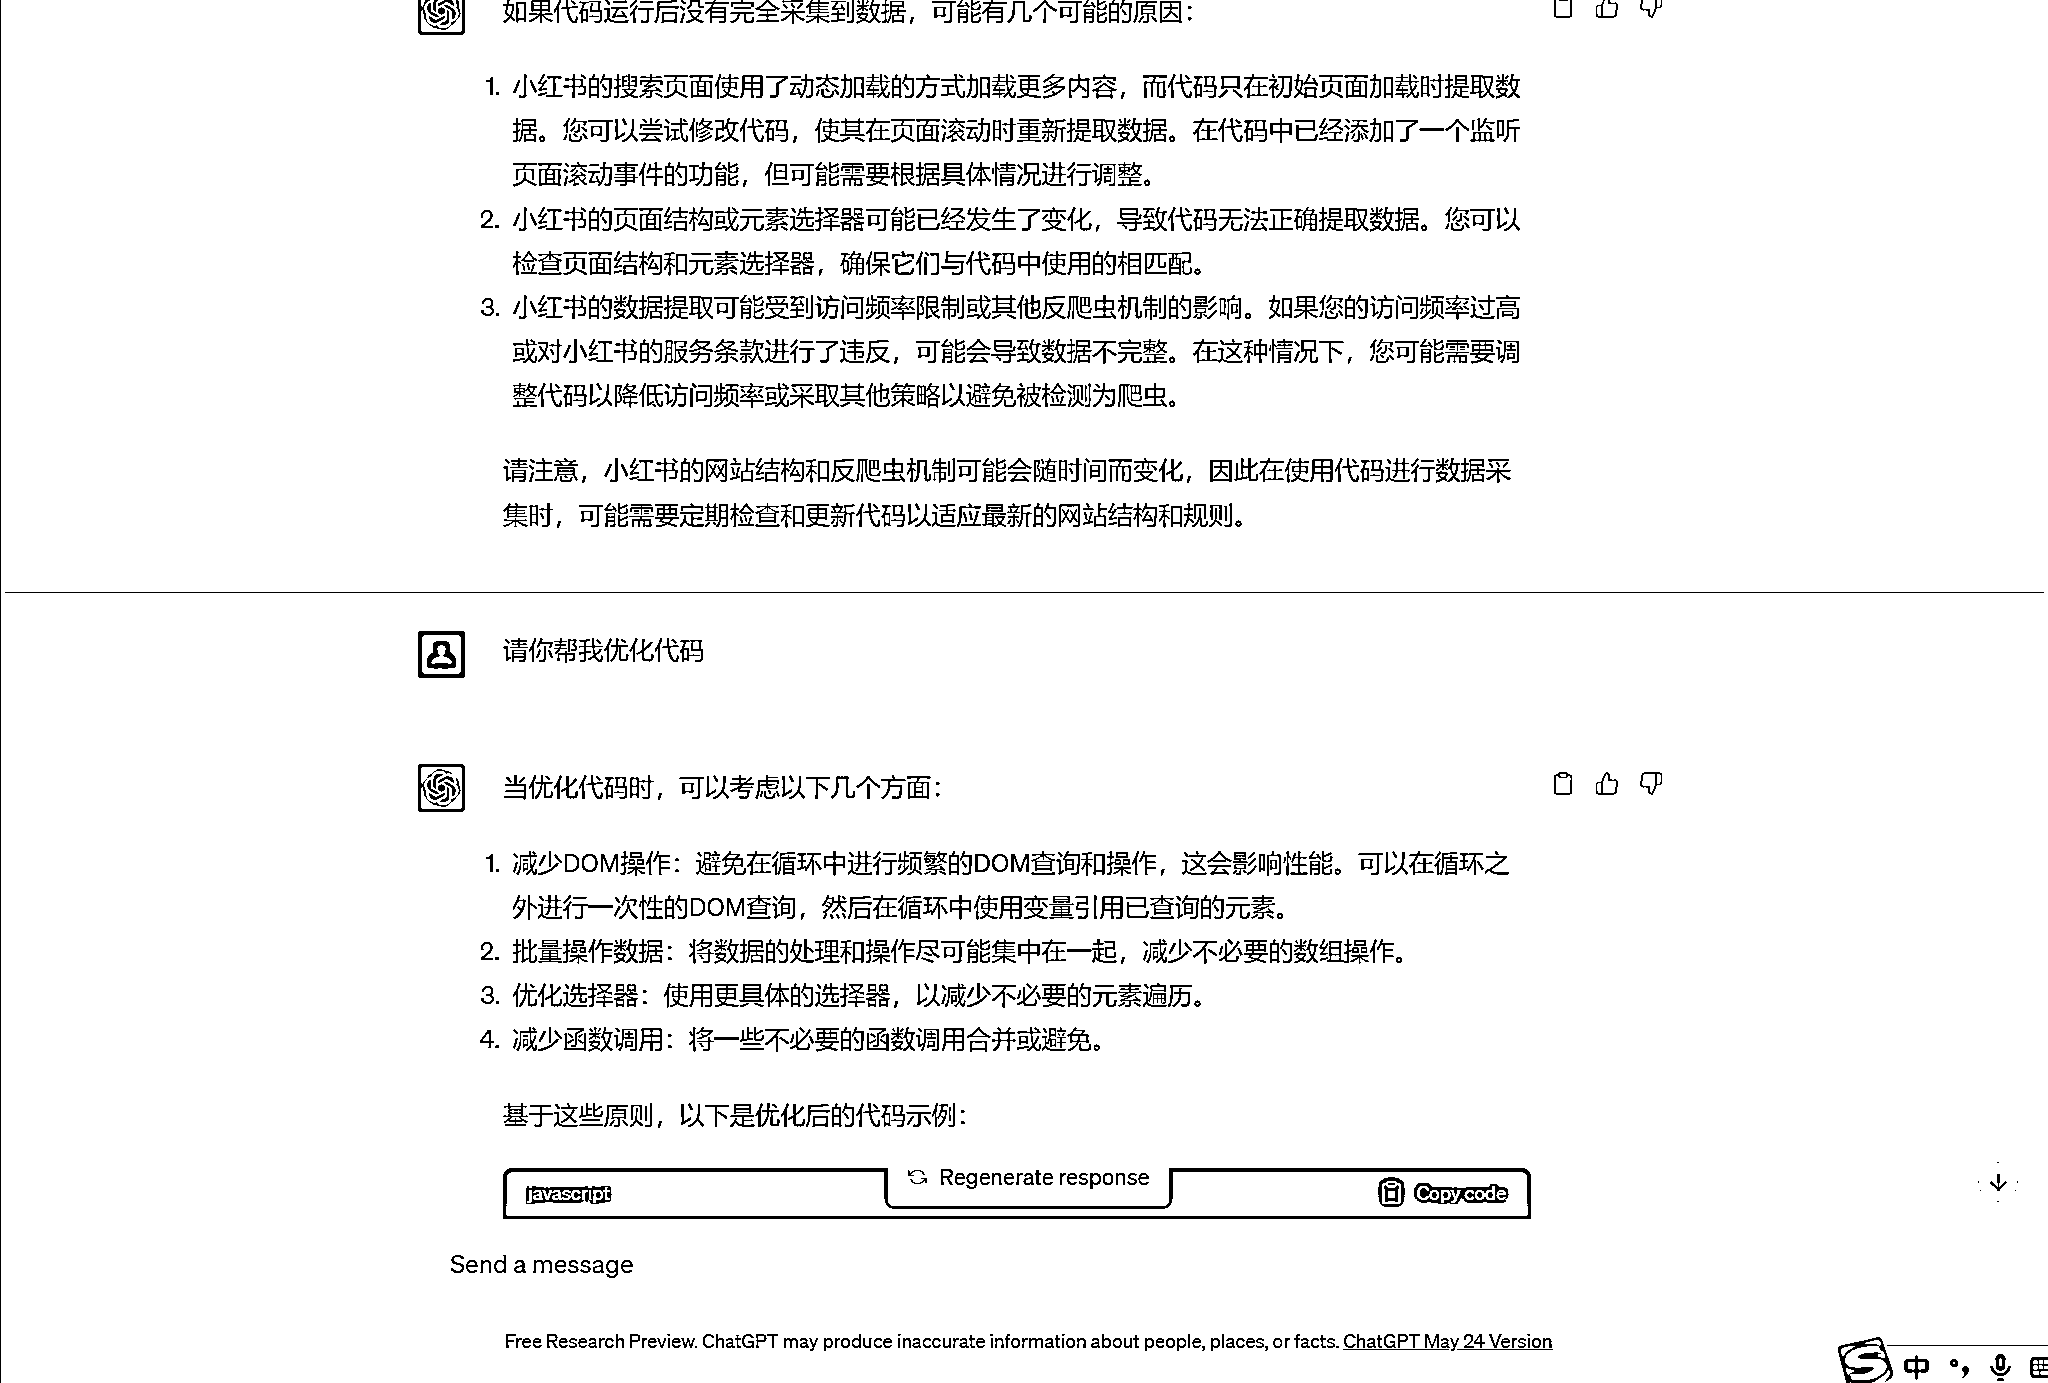 如果代码运行后没有完全采集到数据，可能有几个可能的原因：
1. 小红书的搜索页面使用了动态加载的方式加载更多内容，而代码只在初始页面加载时提取数
据。您可以尝试修改代码，使其在页面滚动时重新提取数据。在代码中已经添加了一个监听
页面滚动事件的功能，但可能需要根据具体情况进行调整。
2. 小红书的页面结构或元素选择器可能已经发生了变化，导致代码无法正确提取数据。您可以
检查页面结构和元素选择器，确保它们与代码中使用的相匹配。
3. 小红书的数据提取可能受到访问频率限制或其他反爬虫机制的影响。如果您的访问频率过高
或对小红书的服务条款进行了违反，可能会导致数据不完整。在这种情况下，您可能需要调
整代码以降低访问频率或采取其他策略以避免被检测为爬虫。
请注意，小红书的网站结构和反爬虫机制可能会随时间而变化，因此在使用代码进行数据采
集时，可能需要定期检查和更新代码以适应最新的网站结构和规则。
请你帮我优化代码
当优化代码时，可以考虑以下几个方面：
1. 减少DOM操作：避免在循环中进行频繁的DOM查询和操作，这会影响性能。可以在循环之
外进行一次性的DOM查询，然后在循环中使用变量引用已查询的元素。
2. 批量操作数据：将数据的处理和操作尽可能集中在一起，减少不必要的数组操作。
3. 优化选择器：使用更具体的选择器，以减少不必要的元素遍历。
4. 减少函数调用：将一些不必要的函数调用合并或避免。
基于这些原则，以下是优化后的代码示例：
javascript Regenerate response Copy code
Send a message
Free Research Preview. ChatGPT may produce inaccurate information about people, places, or facts. ChatGPT May 24 Version
中